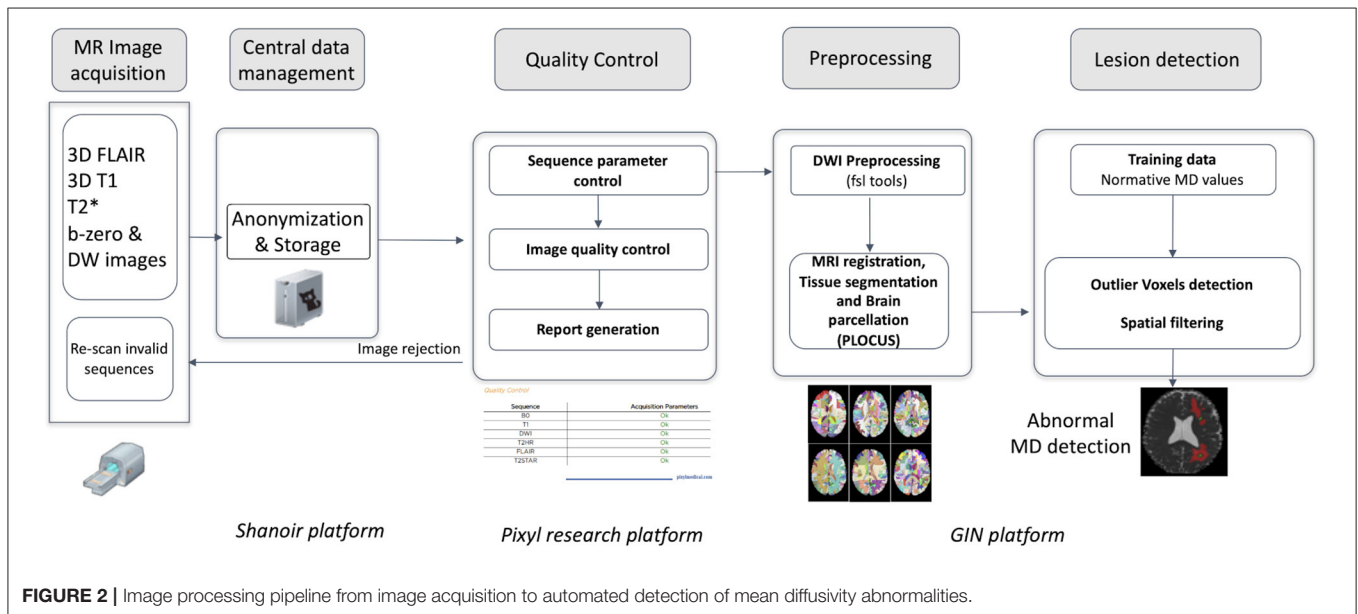 MR Image
acquisition
Central data
management
Quality Control
Preprocessing
Lesion detection
3D FLAIR
3D T1
T2*
b-zero &
DW images
Re-scan invalid
sequences
Anonymization
& Storage
Image rejection
Sequence parameter
control
Image quality control
Report generation
Quality Control
Sequence Acquisition Parameters
B0 Ok
T1 Ok
DWI Ok
T2HR Ok
FLAIR Ok
T2STAR Ok
pixylmedical.com
DWI Preprocessing
(fsl tools)
MRI registration,
Tissue segmentation
and Brain
parcellation
(PLOCUS)
Training data
Normative MD values
Outlier Voxels detection
Spatial filtering
Abnormal
MD detection
Shanoir platform
Pixyl research platform
GIN platform
FIGURE 2 | Image processing pipeline from image acquisition to automated detection of mean diffusivity abnormalities.